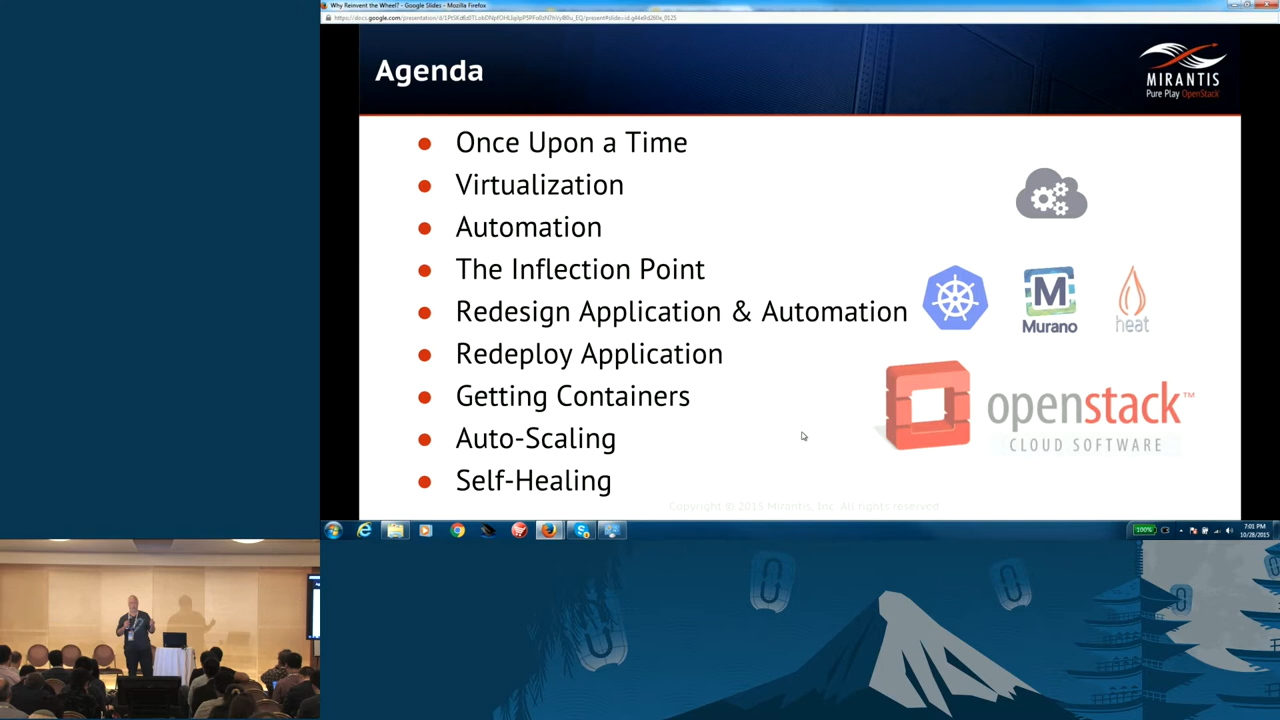 Why Reinvent the Wheel? - Google Slides - Mozilla Firefox
Agenda
MIRANTIS
Pure Play OpenStack
Once Upon a Time
Virtualization
Automation
The Inflection Point
Redesign Application & Automation
Redeploy Application
Getting Containers
Auto-Scaling
Self-Healing
M
Murano
heat
openstack™
CLOUD SOFTWARE
Copyright © 2015 Mirantis, Inc. All rights reserved
100%
7:01 PM
10/28/2015